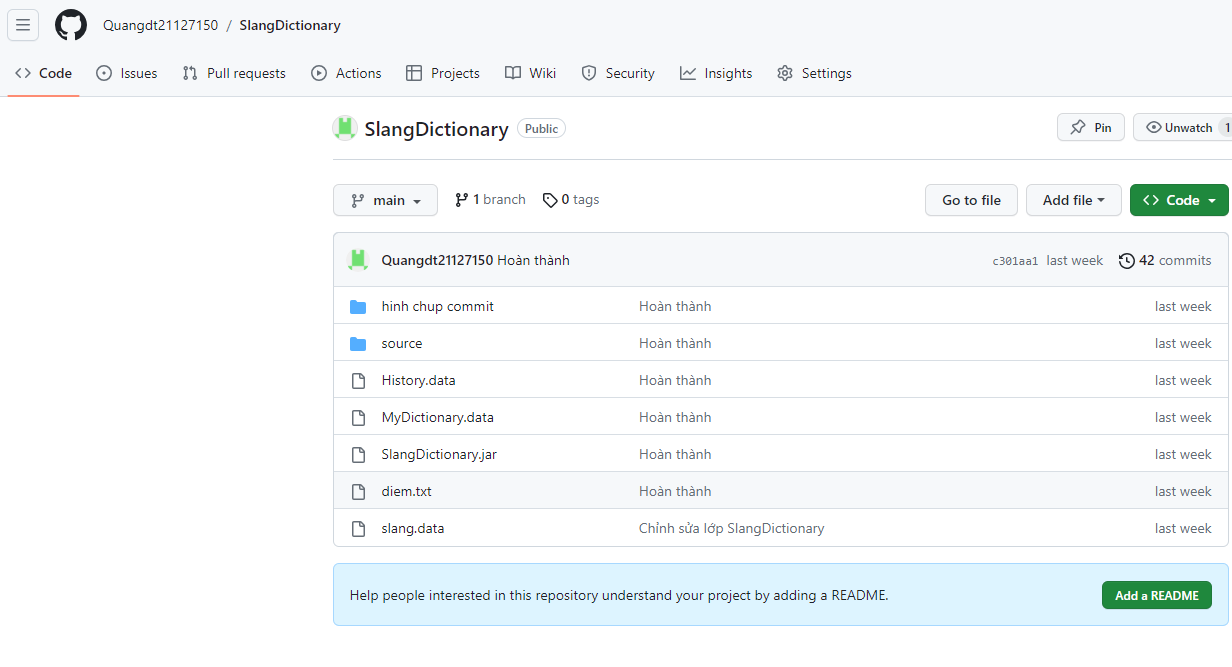 Quangdt21127150 / SlangDictionary
Code Issues Pull requests Actions Projects Wiki Security Insights Settings
SlangDictionary Public Pin Unwatch 1
main 1 branch 0 tags Go to file Add file Code
Quangdt21127150 Hoàn thành c301aa1 last week 42 commits
hinh chup commit Hoàn thành last week
source Hoàn thành last week
History.data Hoàn thành last week
MyDictionary.data Hoàn thành last week
SlangDictionary.jar Hoàn thành last week
diem.txt Hoàn thành last week
slang.data Chỉnh sửa lớp SlangDictionary last week
Help people interested in this repository understand your project by adding a README. Add a README